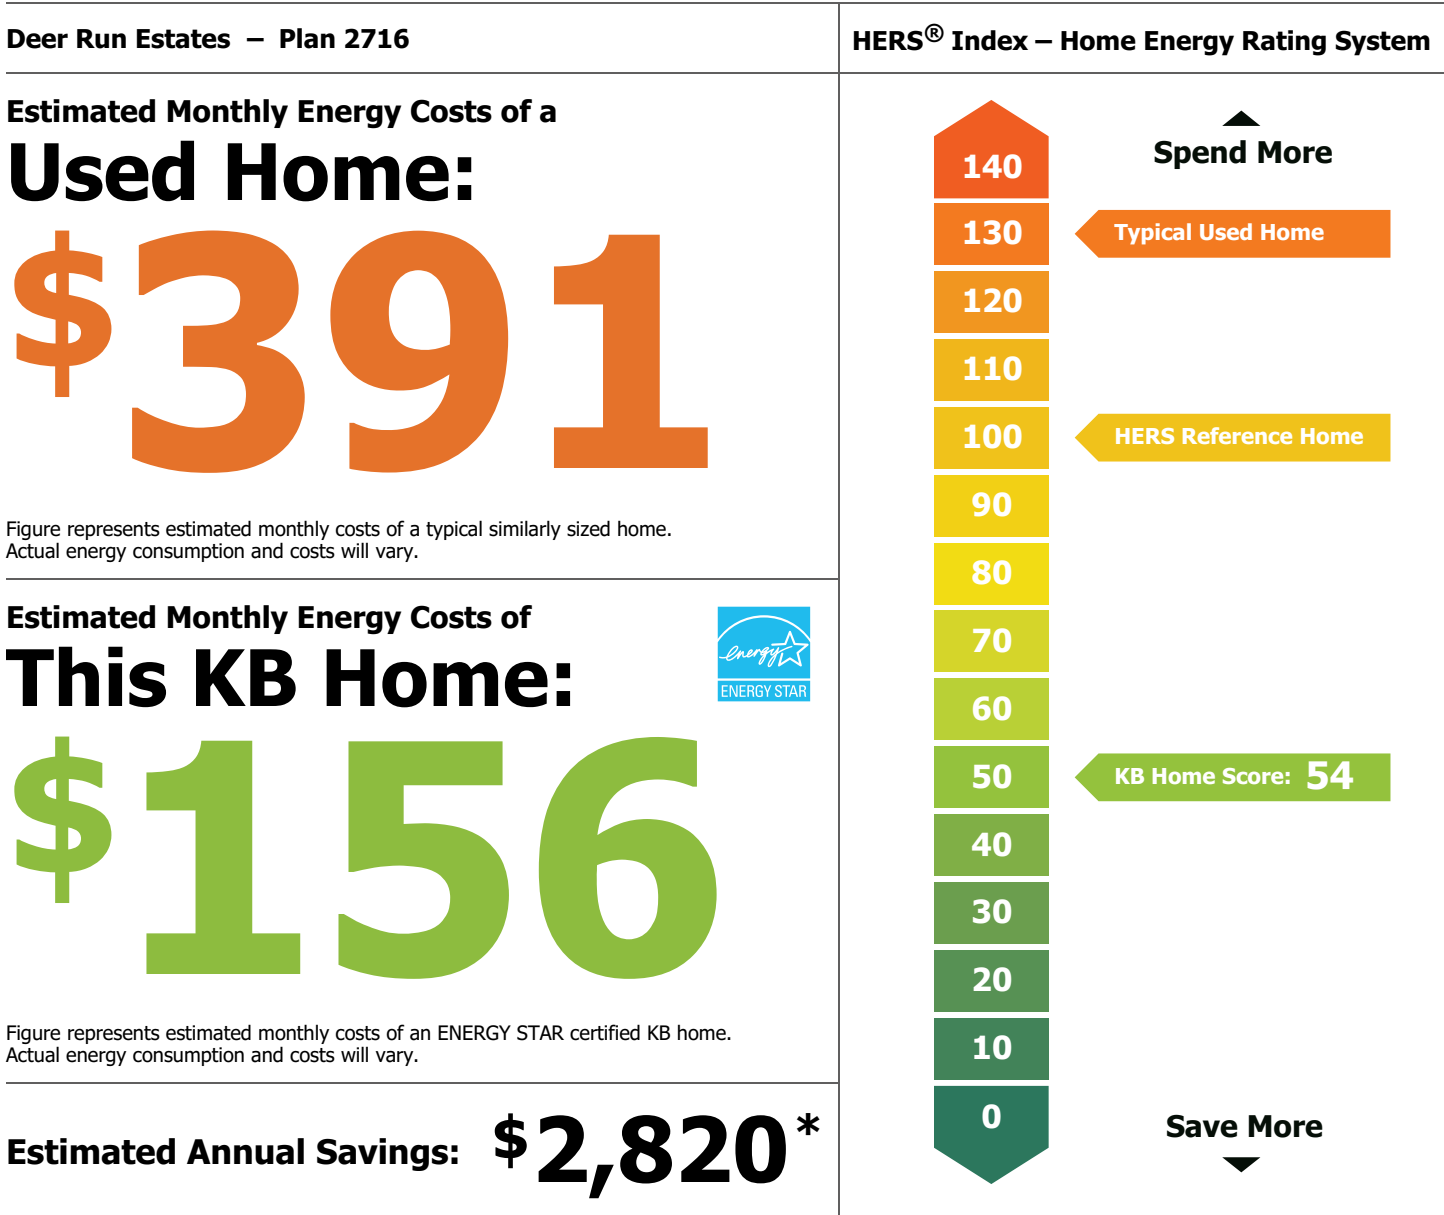 Deer Run Estates – Plan 2716
Estimated Monthly Energy Costs of a
Used Home:
$391
Figure represents estimated monthly costs of a typical similarly sized home.
Actual energy consumption and costs will vary.
Estimated Monthly Energy Costs of
This KB Home:
energy
ENERGY STAR
$156
Figure represents estimated monthly costs of an ENERGY STAR certified KB home.
Actual energy consumption and costs will vary.
Estimated Annual Savings: $2,820*
HERS® Index – Home Energy Rating System
Spend More
140
130 Typical Used Home
120
110
100 HERS Reference Home
90
80
70
60
50 KB Home Score: 54
40
30
20
10
0
Save More